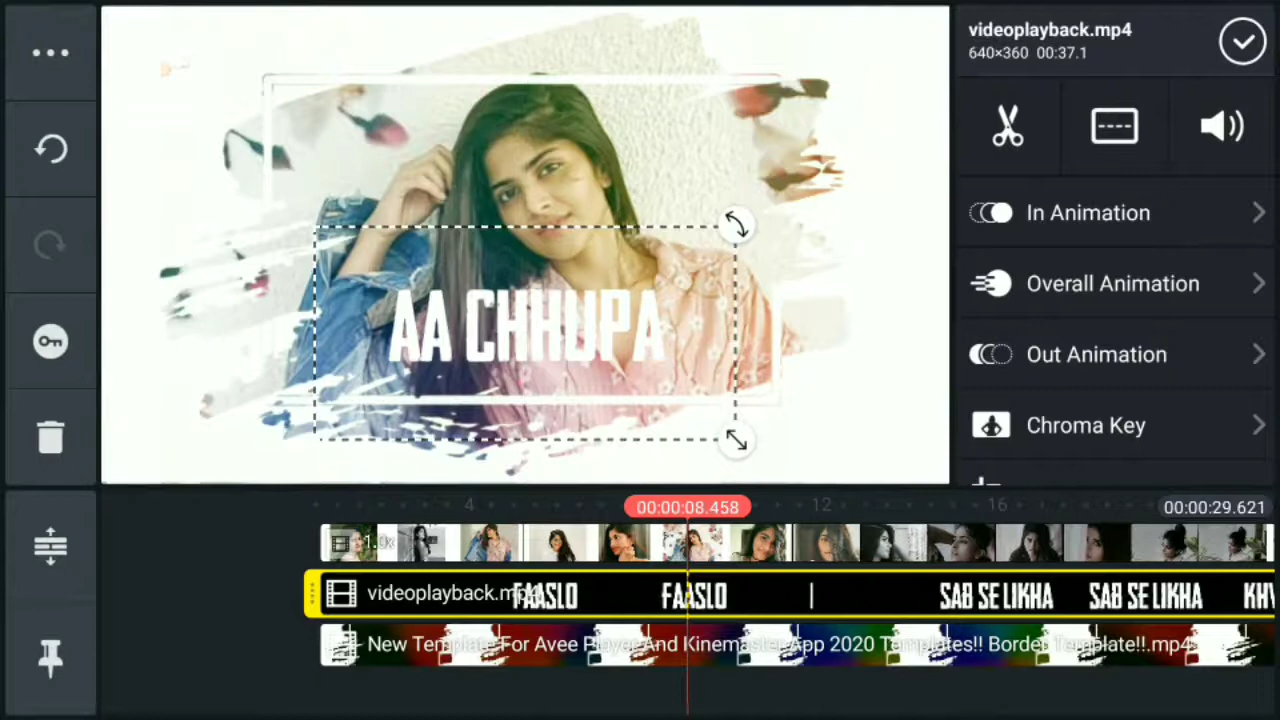 videoplayback.mp4
640×360 00:37.1
In Animation
Overall Animation
Out Animation
Chroma Key
AA CHHUPA
4
00:00:08.458
12
16
00:00:29.621
1.0x
videoplayback.mp4
FAASLO
FAASLO
SAB SE LIKHA
SAB SE LIKHA
New Template For Avee Player And Kinemaster App 2020 Templates!! Border Template!!.mp4